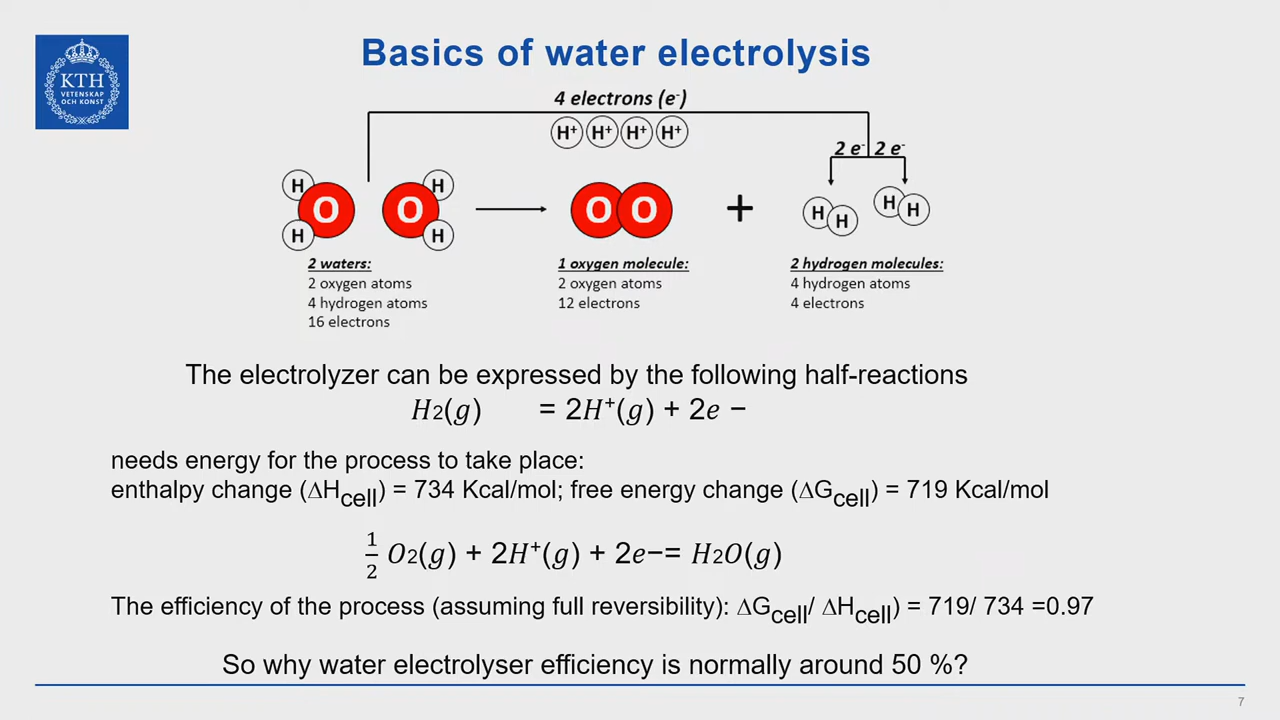 Basics of water electrolysis
KTH
VETENSKAP
OCH KONST
4 electrons (e-)
H+ H+ H+ H+
2 e- 2 e-
H O H O H H
O O + H H H H
2 waters:
2 oxygen atoms
4 hydrogen atoms
16 electrons
1 oxygen molecule:
2 oxygen atoms
12 electrons
2 hydrogen molecules:
4 hydrogen atoms
4 electrons
The electrolyzer can be expressed by the following half-reactions
H2(g) = 2H+(g) + 2e −
needs energy for the process to take place:
enthalpy change (∆Hcell) = 734 Kcal/mol; free energy change (∆Gcell) = 719 Kcal/mol
1/2 O2(g) + 2H+(g) + 2e−= H2O(g)
The efficiency of the process (assuming full reversibility): ∆Gcell/ ∆Hcell) = 719/ 734 =0.97
So why water electrolyser efficiency is normally around 50 %?
7